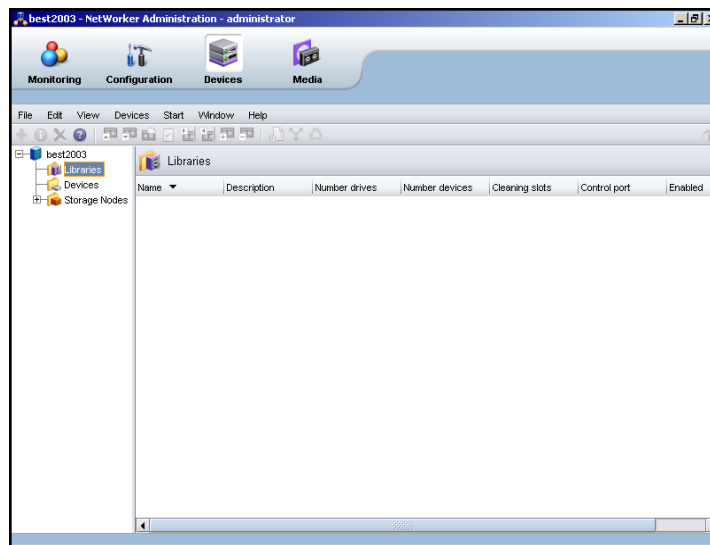 best2003 - NetWorker Administration - administrator
Monitoring Configuration Devices Media
File Edit View Devices Start Window Help
best2003
Libraries
Devices
Storage Nodes
Libraries
Name Description Number drives Number devices Cleaning slots Control port Enabled